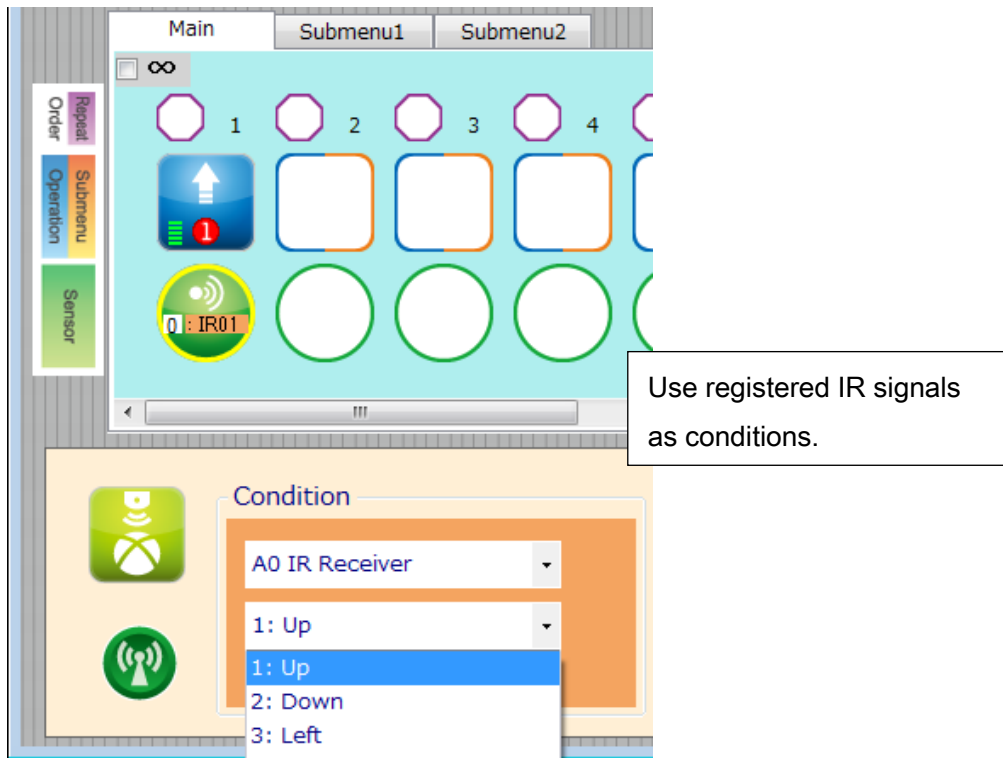 Main Submenu1 Submenu2
∞
Repeat
Order
1 2 3 4
Submenu
Operation
1
Sensor
0 : IR01
Use registered IR signals
as conditions.
Condition
A0 IR Receiver
1: Up
1: Up
2: Down
3: Left